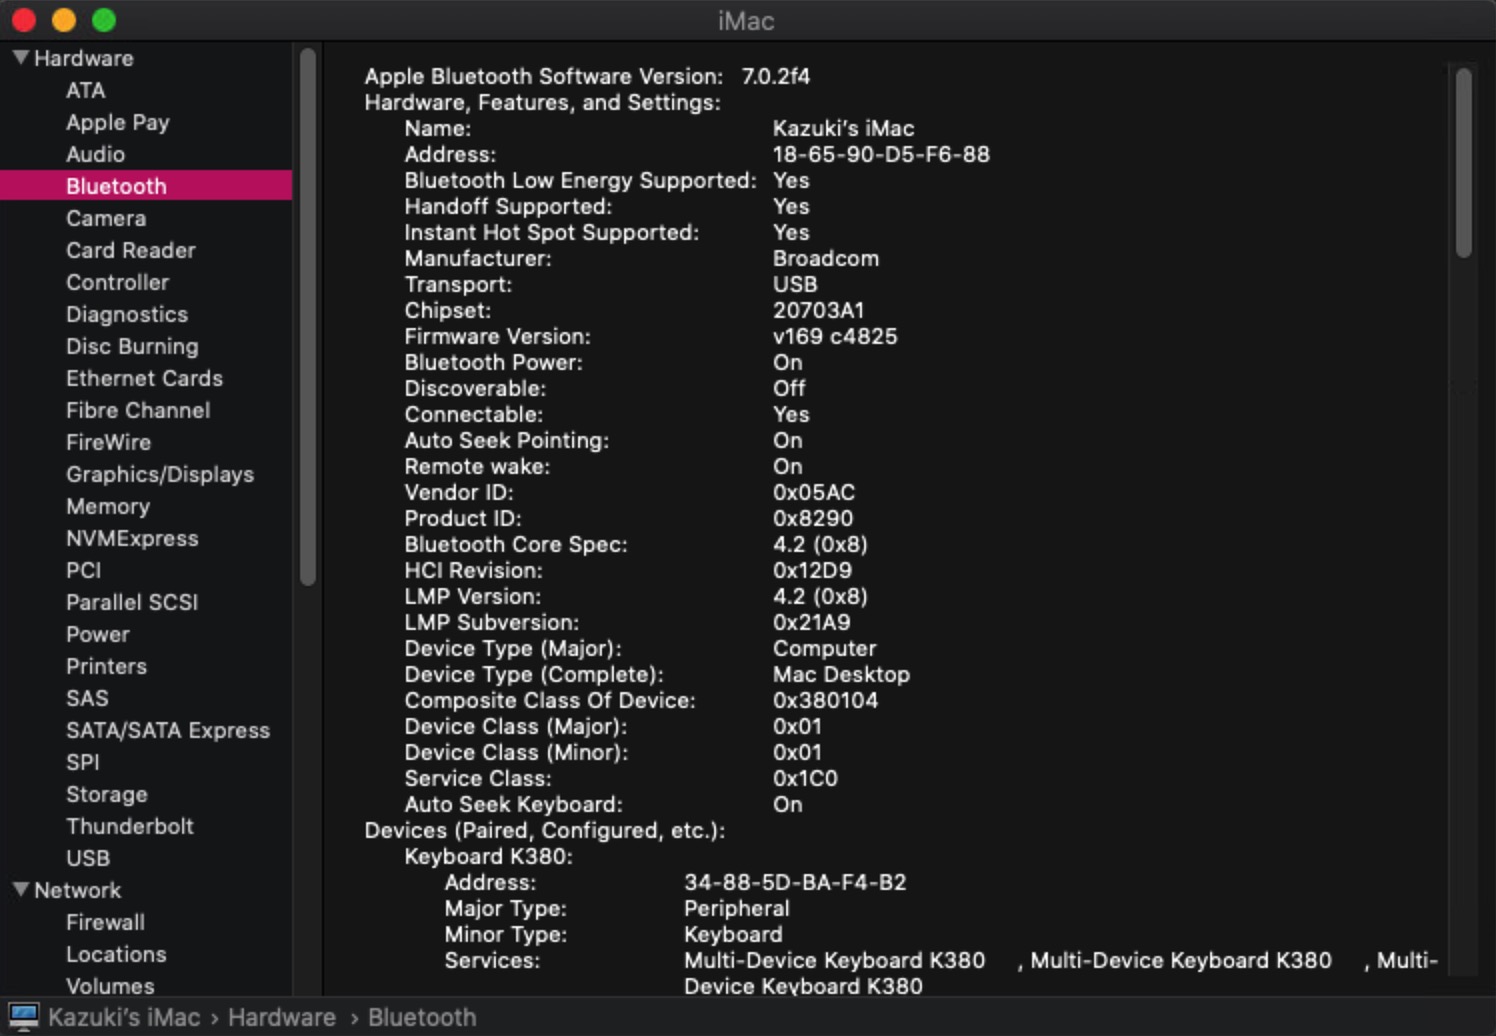 iMac
Hardware
ATA
Apple Pay
Audio
Bluetooth
Camera
Card Reader
Controller
Diagnostics
Disc Burning
Ethernet Cards
Fibre Channel
FireWire
Graphics/Displays
Memory
NVMExpress
PCI
Parallel SCSI
Power
Printers
SAS
SATA/SATA Express
SPI
Storage
Thunderbolt
USB
Network
Firewall
Locations
Volumes
Apple Bluetooth Software Version: 7.0.2f4
Hardware, Features, and Settings:
Name: Kazuki’s iMac
Address: 18-65-90-D5-F6-88
Bluetooth Low Energy Supported: Yes
Handoff Supported: Yes
Instant Hot Spot Supported: Yes
Manufacturer: Broadcom
Transport: USB
Chipset: 20703A1
Firmware Version: v169 c4825
Bluetooth Power: On
Discoverable: Off
Connectable: Yes
Auto Seek Pointing: On
Remote wake: On
Vendor ID: 0x05AC
Product ID: 0x8290
Bluetooth Core Spec: 4.2 (0x8)
HCI Revision: 0x12D9
LMP Version: 4.2 (0x8)
LMP Subversion: 0x21A9
Device Type (Major): Computer
Device Type (Complete): Mac Desktop
Composite Class Of Device: 0x380104
Device Class (Major): 0x01
Device Class (Minor): 0x01
Service Class: 0x1C0
Auto Seek Keyboard: On
Devices (Paired, Configured, etc.):
Keyboard K380:
Address: 34-88-5D-BA-F4-B2
Major Type: Peripheral
Minor Type: Keyboard
Services: Multi-Device Keyboard K380 , Multi-Device Keyboard K380 , Multi-
Device Keyboard K380
Kazuki’s iMac › Hardware › Bluetooth